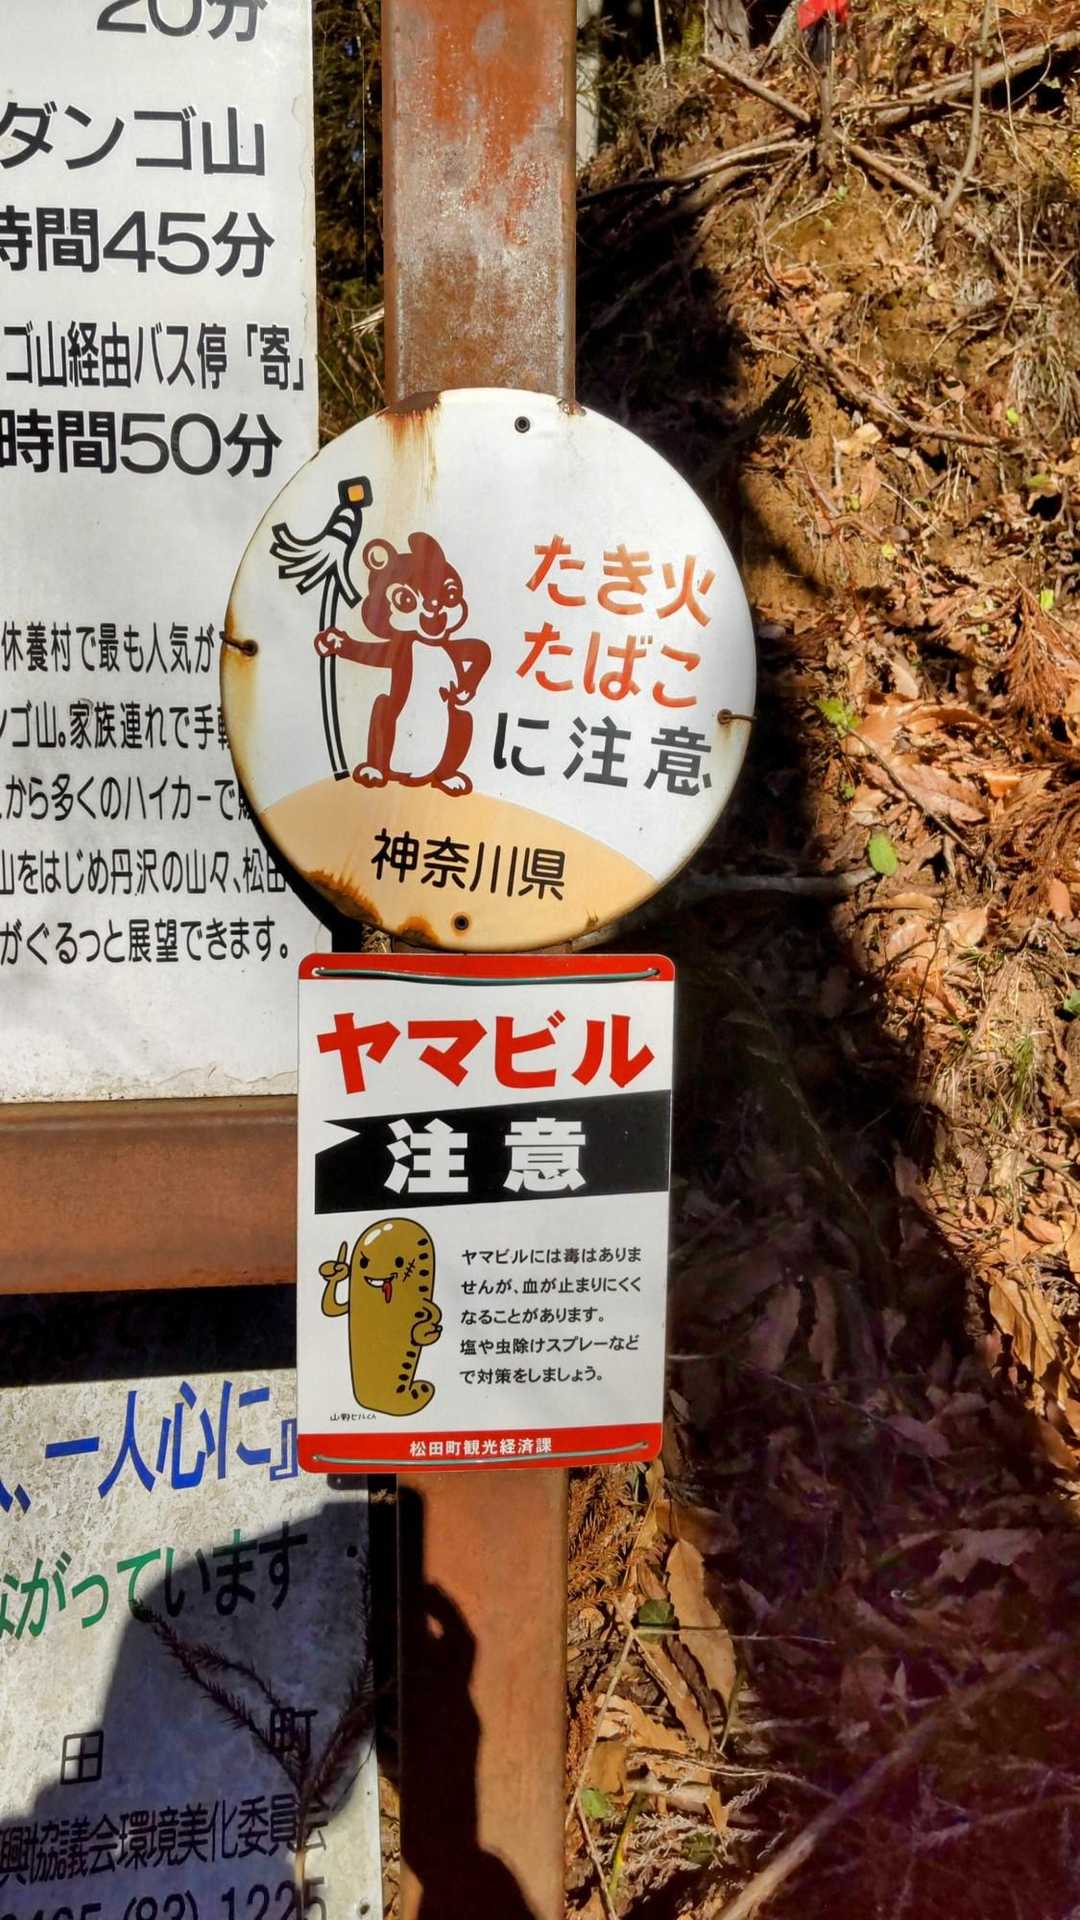 20分
ダンゴ山
時間45分
ゴ山経由バス停「寄」
時間50分
休養村で最も人気が
ンゴ山。家族連れで手軽
から多くのハイカーで
山をはじめ丹沢の山々、松田
がぐるっと展望できます。
たき火
たばこ
に注意
神奈川県
ヤマビル
注意
ヤマビルには毒はありま
せんが、血が止まりにくく
なることがあります。
塩や虫除けスプレーなど
で対策をしましょう。
山野ヒルくん
松田町観光経済課
、一人心に』
ながっています
田 町
興協議会環境美化委員会
(83) 1225